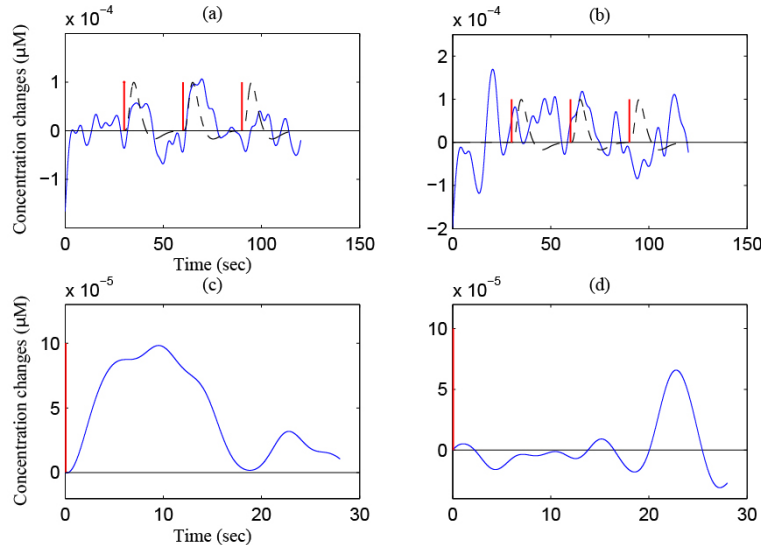 (a)
(b)
x 10⁻⁴
x 10⁻⁴
Concentration changes (μM)
1
0
−1
2
1
0
−1
−2
0 50 100 150
0 50 100 150
Time (sec)
(c)
(d)
x 10⁻⁵
x 10⁻⁵
Concentration changes (μM)
10
5
0
10
5
0
0 10 20 30
0 10 20 30
Time (sec)